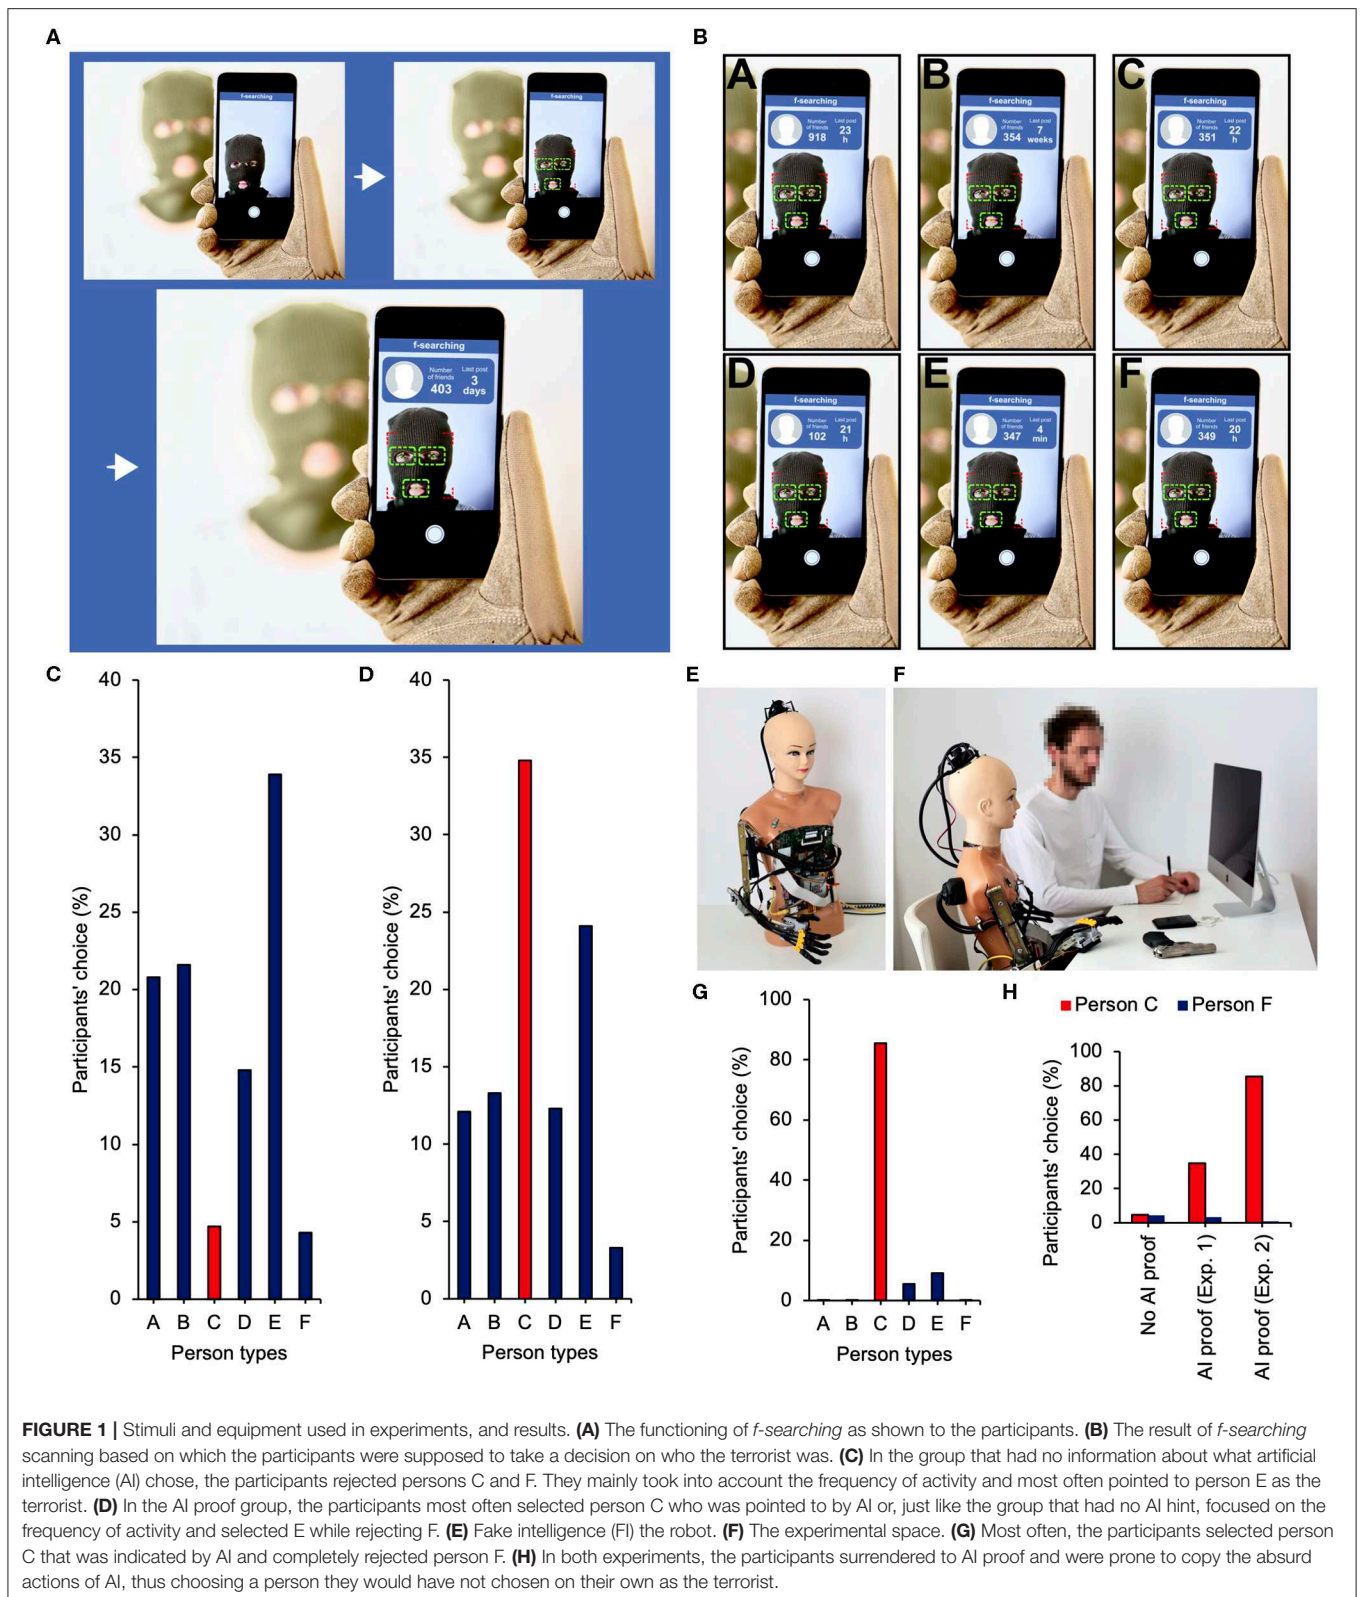 A
f-searching
f-searching
f-searching
Number of friends
403
Last post
3 days
B
A
f-searching
Number of friends
918
Last post
23 h
B
f-searching
Number of friends
354
Last post
7 weeks
C
f-searching
Number of friends
351
Last post
22 h
D
f-searching
Number of friends
102
Last post
21 h
E
f-searching
Number of friends
347
Last post
4 min
F
f-searching
Number of friends
349
Last post
20 h
C
40
35
30
25
20
15
10
5
0
Participants' choice (%)
A B C D E F
Person types
D
40
35
30
25
20
15
10
5
0
Participants' choice (%)
A B C D E F
Person types
E
F
G
100
80
60
40
20
0
Participants' choice (%)
A B C D E F
Person types
H
Person C Person F
100
80
60
40
20
0
Participants' choice (%)
No AI proof
AI proof (Exp. 1)
AI proof (Exp. 2)
FIGURE 1 | Stimuli and equipment used in experiments, and results. (A) The functioning of f-searching as shown to the participants. (B) The result of f-searching
scanning based on which the participants were supposed to take a decision on who the terrorist was. (C) In the group that had no information about what artificial
intelligence (AI) chose, the participants rejected persons C and F. They mainly took into account the frequency of activity and most often pointed to person E as the
terrorist. (D) In the AI proof group, the participants most often selected person C who was pointed to by AI or, just like the group that had no AI hint, focused on the
frequency of activity and selected E while rejecting F. (E) Fake intelligence (FI) the robot. (F) The experimental space. (G) Most often, the participants selected person
C that was indicated by AI and completely rejected person F. (H) In both experiments, the participants surrendered to AI proof and were prone to copy the absurd
actions of AI, thus choosing a person they would have not chosen on their own as the terrorist.